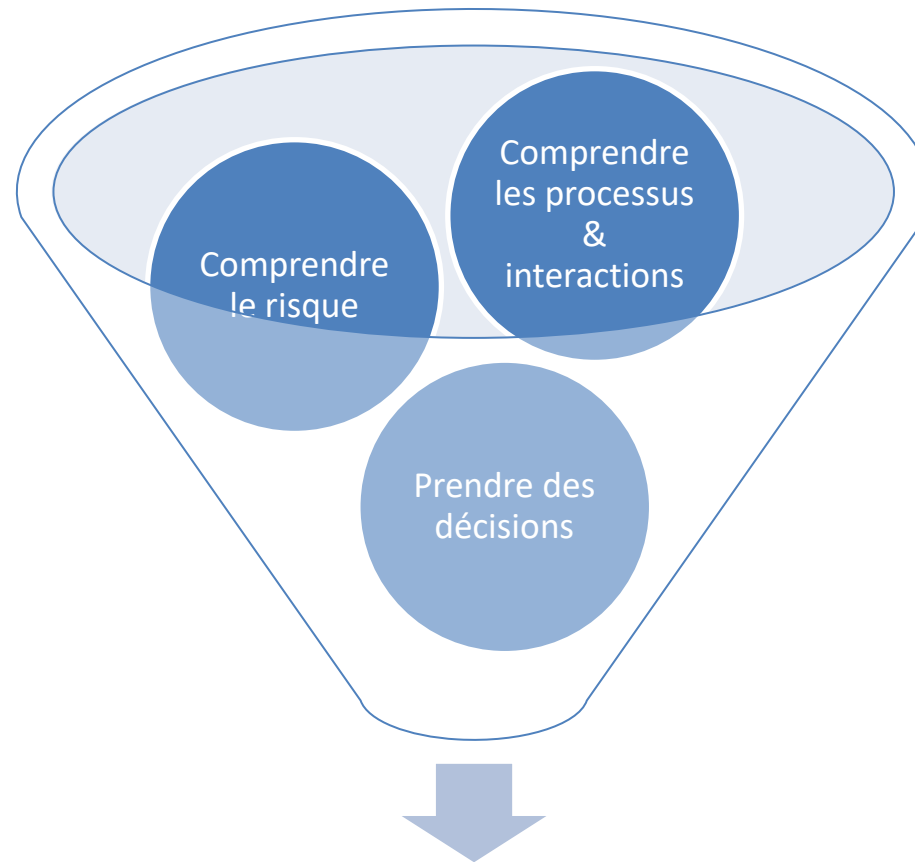 Comprendre
les processus
&
interactions
Comprendre
le risque
Prendre des
décisions